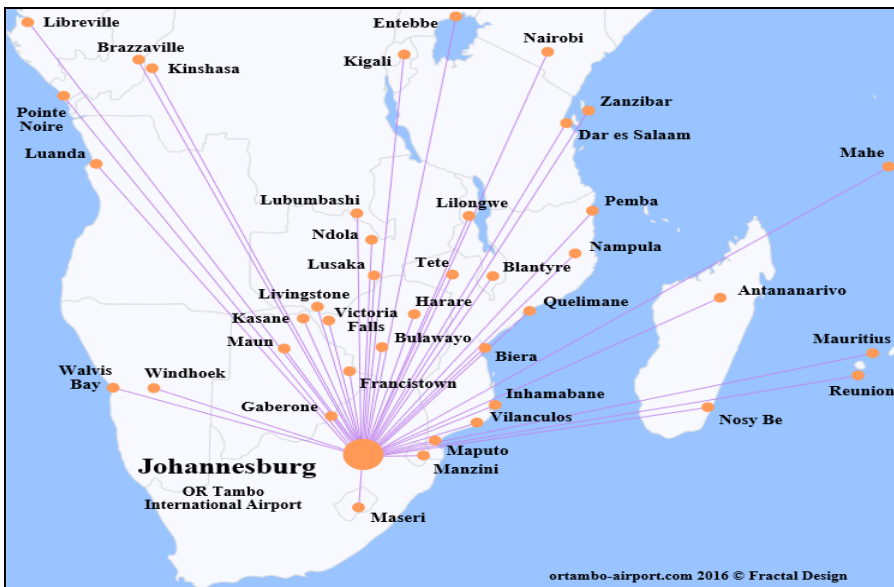 Libreville
Entebbe
Nairobi
Brazzaville
Kinshasa
Kigali
Zanzibar
Pointe
Noire
Dar es Salaam
Luanda
Mahe
Lubumbashi
Lilongwe
Pemba
Ndola
Nampula
Lusaka
Tete
Blantyre
Livingstone
Antananarivo
Kasane
Victoria
Falls
Harare
Quelimane
Maun
Bulawayo
Biera
Mauritius
Walvis
Bay
Windhoek
Francistown
Reunion
Gaberone
Inhamabane
Vilanculos
Nosy Be
Maputo
Manzini
Johannesburg
OR Tambo
International Airport
Maseri
ortambo-airport.com 2016 © Fractal Design